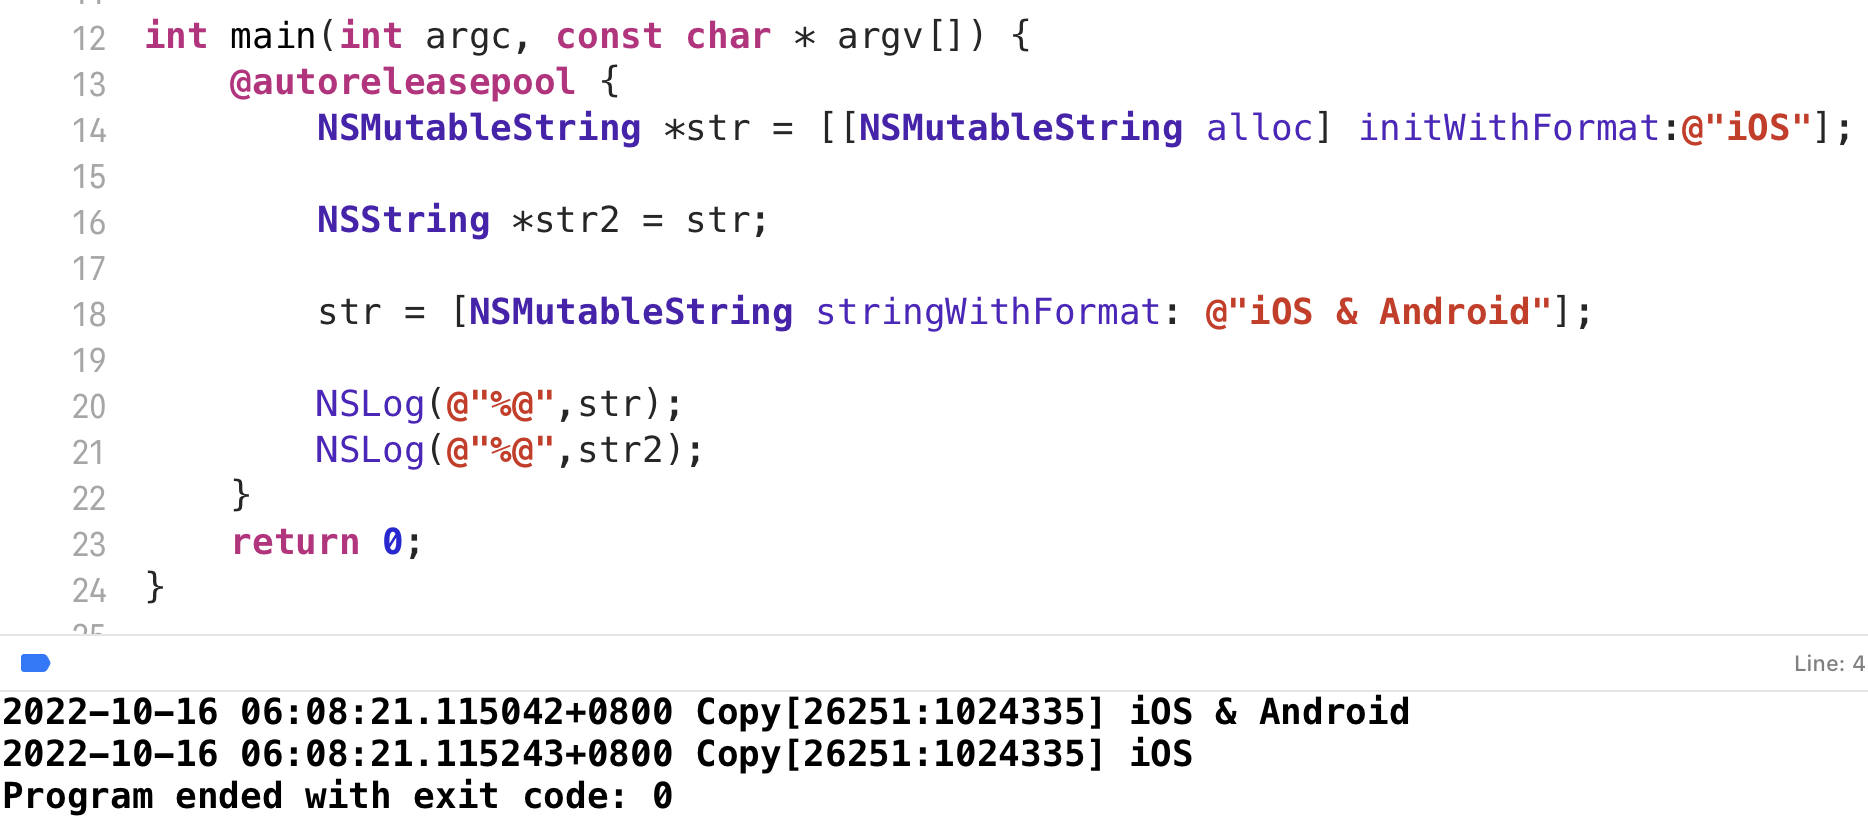 12 int main(int argc, const char * argv[]) {
13 @autoreleasepool {
14 NSMutableString *str = [[NSMutableString alloc] initWithFormat:@"iOS"];
15
16 NSString *str2 = str;
17
18 str = [NSMutableString stringWithFormat: @"iOS & Android"];
19
20 NSLog(@"%@",str);
21 NSLog(@"%@",str2);
22 }
23 return 0;
24 }
25
Line: 4
2022-10-16 06:08:21.115042+0800 Copy[26251:1024335] iOS & Android
2022-10-16 06:08:21.115243+0800 Copy[26251:1024335] iOS
Program ended with exit code: 0